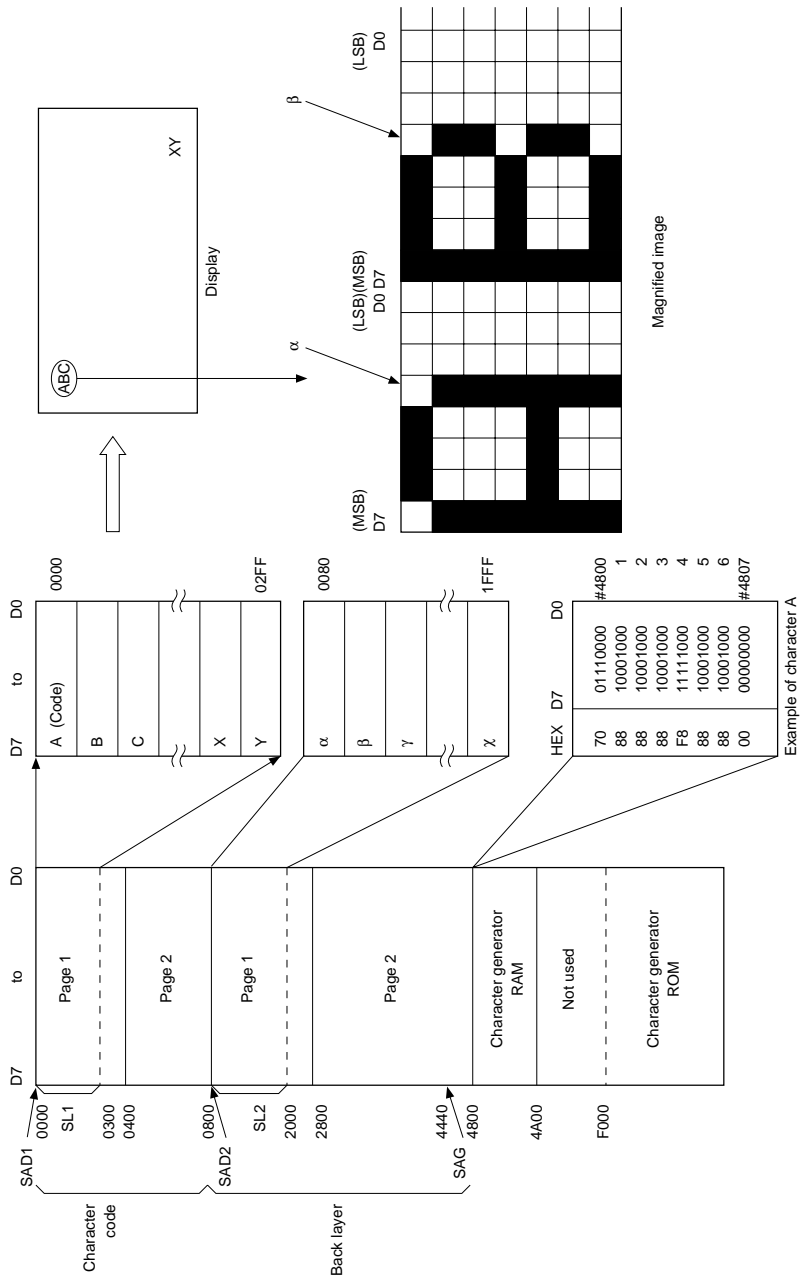 D7 to D0
SAD1
0000
SL1
0300
0400
0800
SAD2
SL2
2000
2800
4440
SAG
4800
4A00
F000
Character
code
Back layer
Page 1
Page 2
Page 1
Page 2
Character generator
RAM
Not used
Character generator
ROM
D7 to D0
A (Code)
B
C
X
Y
0000
02FF
α
β
γ
χ
0080
1FFF
HEX D7 D0
70 01110000 #4800
88 10001000 1
88 10001000 2
88 10001000 3
F8 11111000 4
88 10001000 5
88 10001000 6
00 00000000 #4807
Example of character A
ABC
XY
Display
α
β
(MSB) (LSB)(MSB) (LSB)
D7 D0 D7 D0
Magnified image